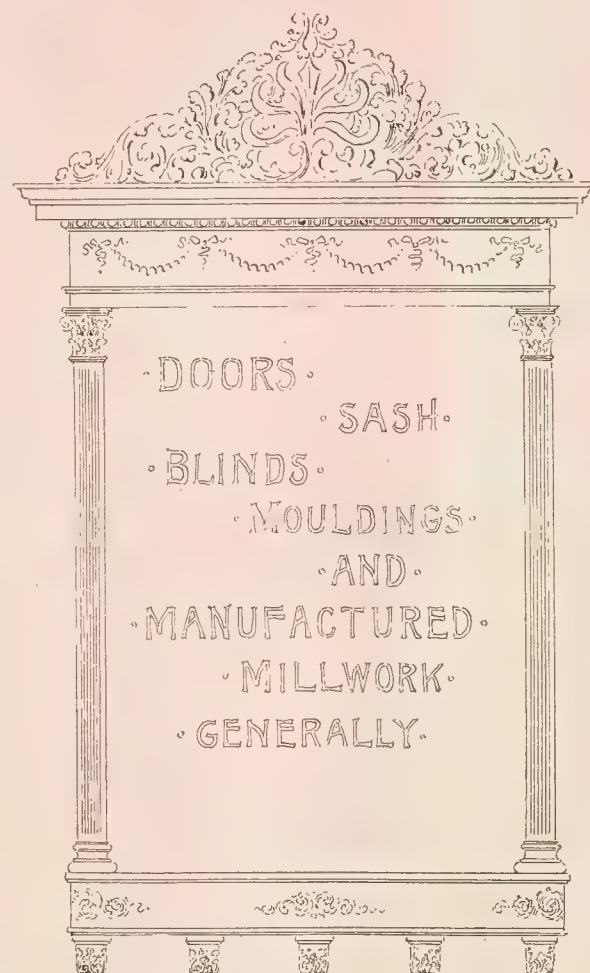 ·DOORS·
·SASH·
·BLINDS·
·MOULDINGS·
·AND·
·MANUFACTURED·
·MILLWORK·
·GENERALLY·